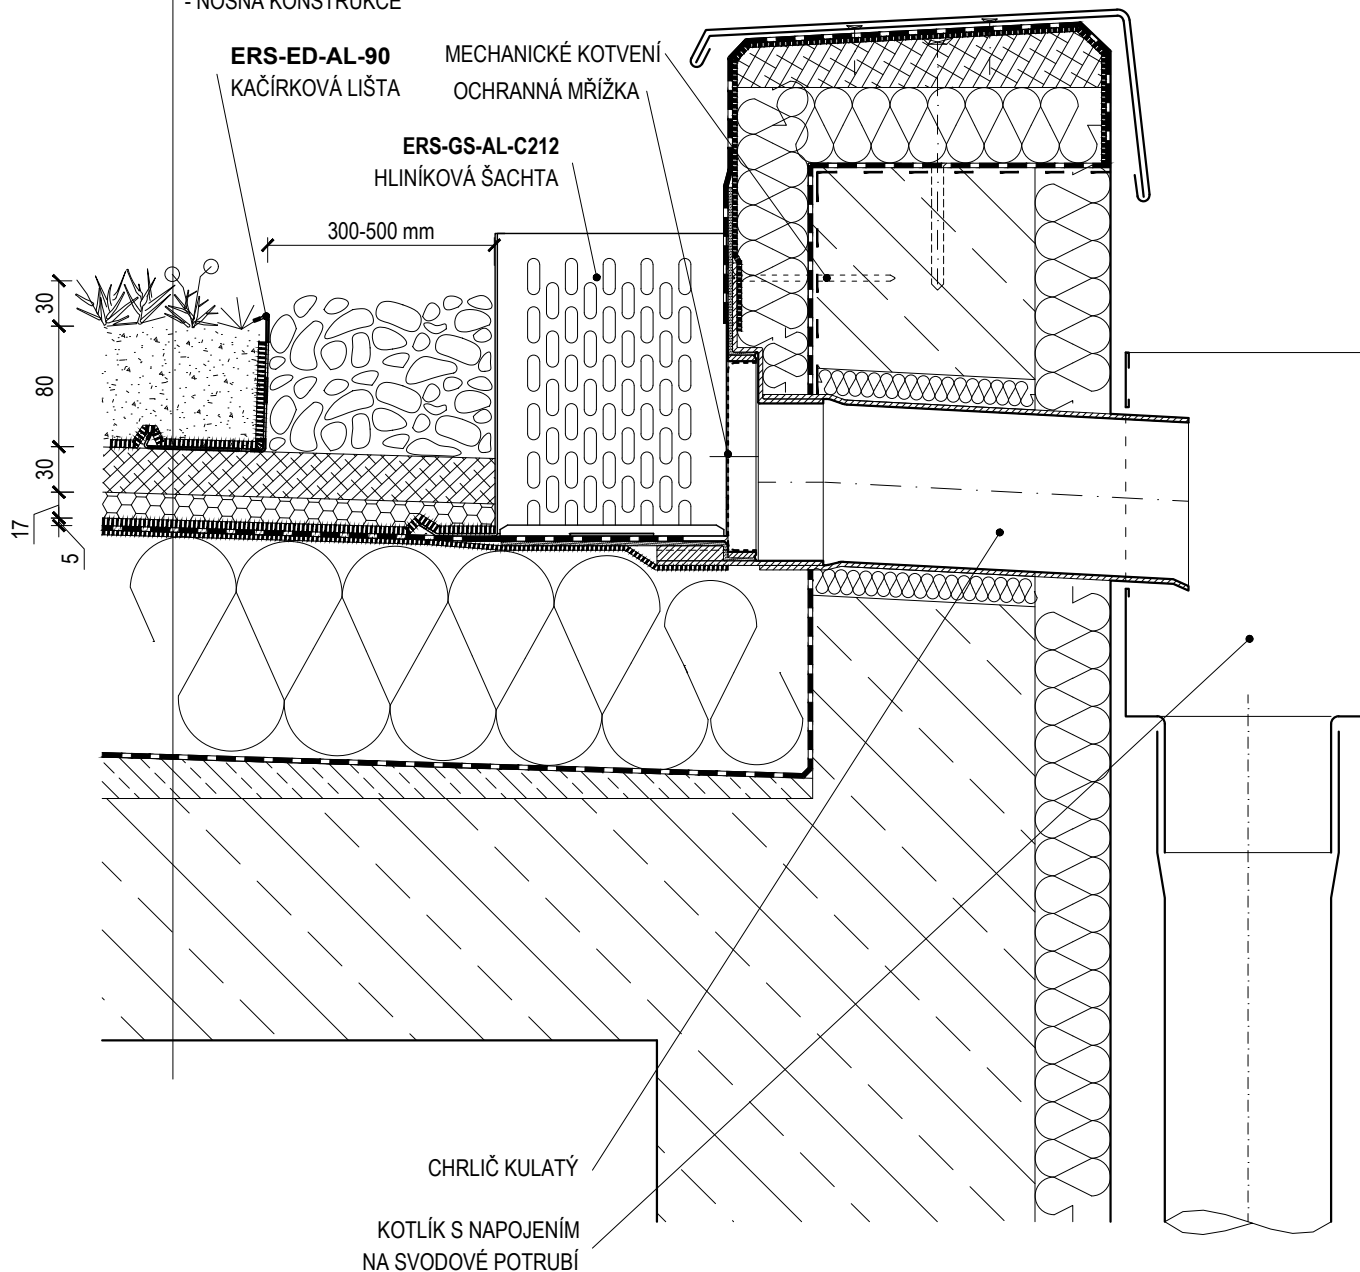 - NOSNÁ KONSTRUKCE
ERS-ED-AL-90
KAČÍRKOVÁ LIŠTA
MECHANICKÉ KOTVENÍ
OCHRANNÁ MŘÍŽKA
ERS-GS-AL-C212
HLINÍKOVÁ ŠACHTA
300-500 mm
30
80
30
17
5
CHRLIČ KULATÝ
KOTLÍK S NAPOJENÍM
NA SVODOVÉ POTRUBÍ